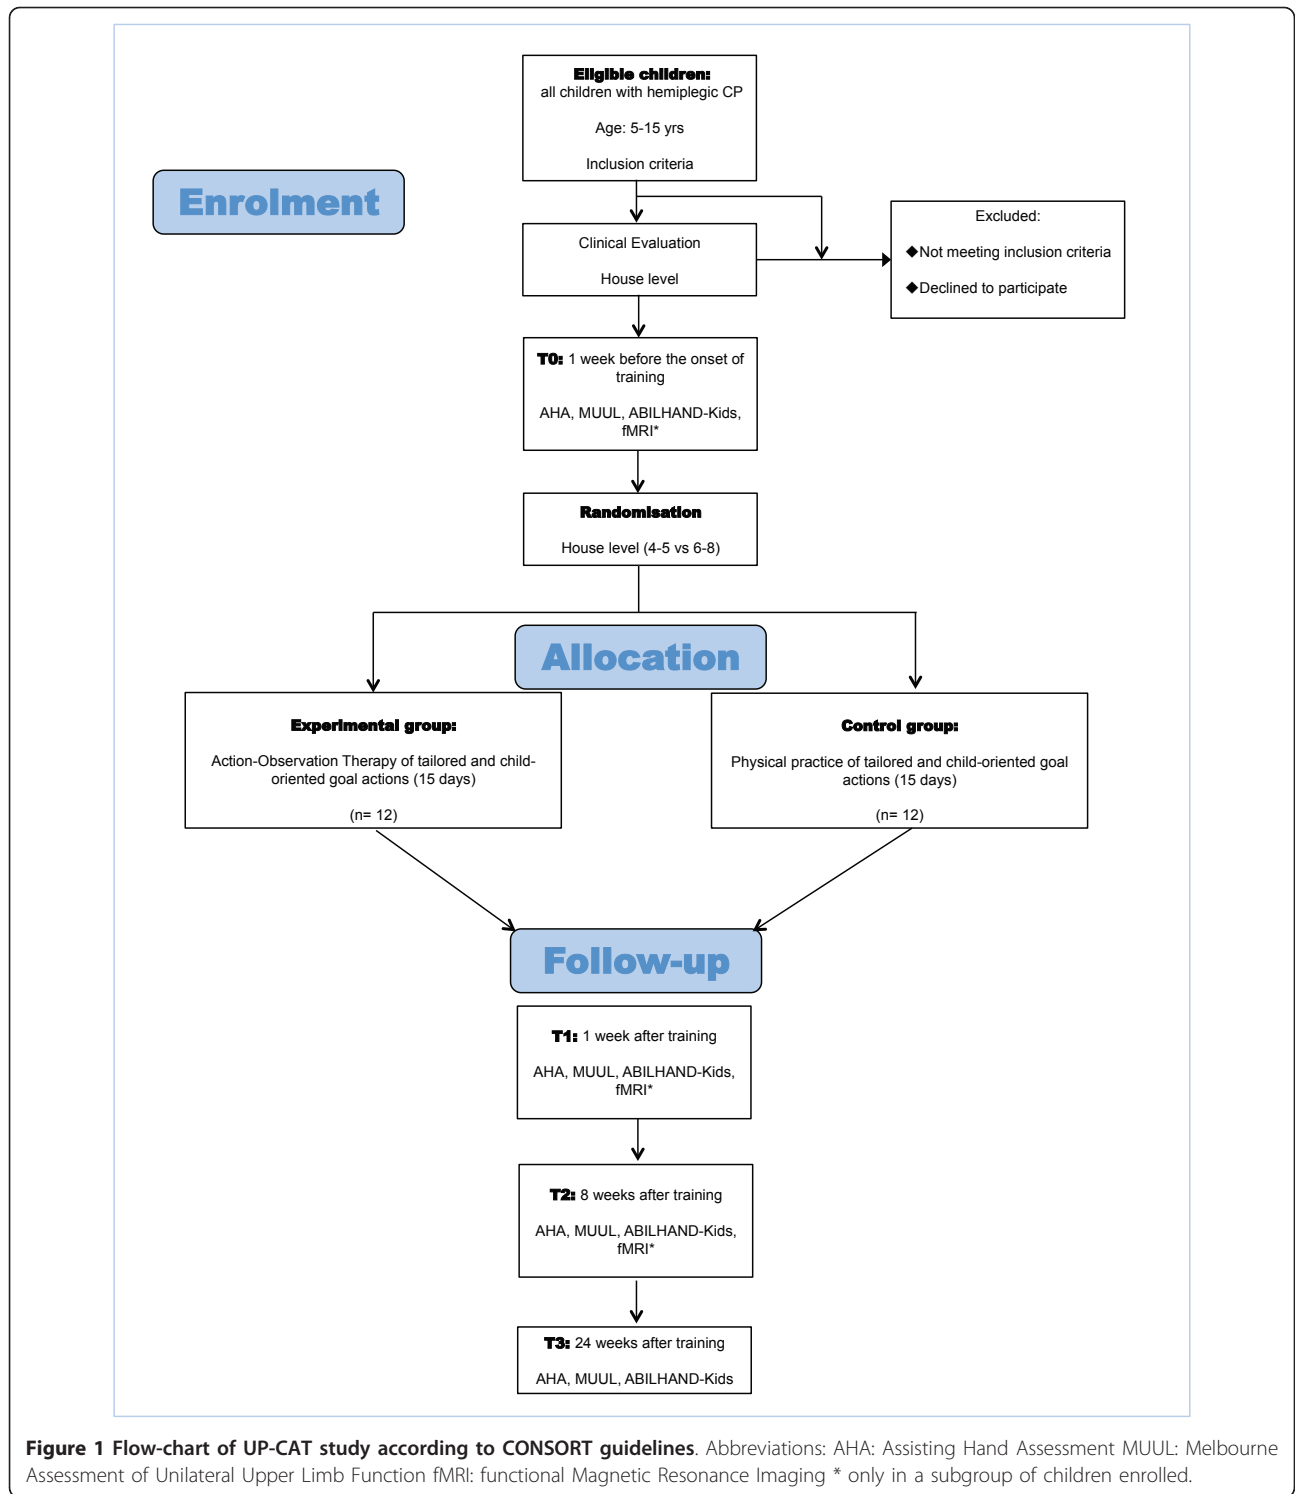 Eligible children:
all children with hemiplegic CP
Age: 5-15 yrs
Inclusion criteria
Enrolment
Clinical Evaluation
House level
Excluded:
◆Not meeting inclusion criteria
◆Declined to participate
T0: 1 week before the onset of
training
AHA, MUUL, ABILHAND-Kids,
fMRI*
Randomisation
House level (4-5 vs 6-8)
Allocation
Experimental group:
Action-Observation Therapy of tailored and child-
oriented goal actions (15 days)
(n= 12)
Control group:
Physical practice of tailored and child-oriented goal
actions (15 days)
(n= 12)
Follow-up
T1: 1 week after training
AHA, MUUL, ABILHAND-Kids,
fMRI*
T2: 8 weeks after training
AHA, MUUL, ABILHAND-Kids,
fMRI*
T3: 24 weeks after training
AHA, MUUL, ABILHAND-Kids
Figure 1 Flow-chart of UP-CAT study according to CONSORT guidelines. Abbreviations: AHA: Assisting Hand Assessment MUUL: Melbourne
Assessment of Unilateral Upper Limb Function fMRI: functional Magnetic Resonance Imaging * only in a subgroup of children enrolled.